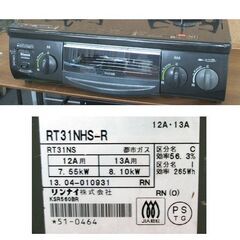 12A・13A
RT31NHS-R
RT31NS 都市ガス
区分名 C
12A用 13A用
効率56.3%
7.55kW 8.10kW
区分名 I
13.04-010931 RN
効率 265Wh
リンナイ株式会社
RN(O)
KSR560BR
*51-0464
JIA
PS
TG